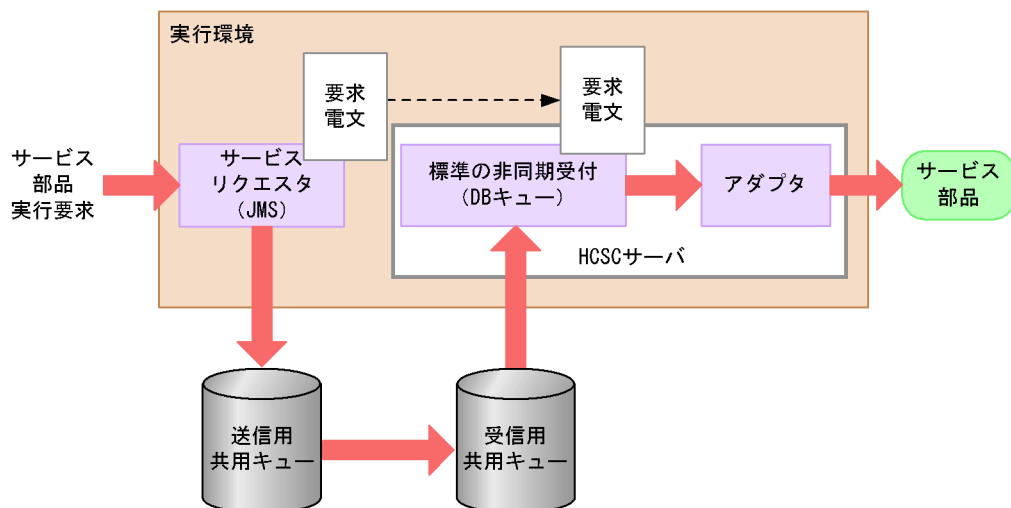 実行環境
要求
電文
要求
電文
サービス
部品
実行要求
サービス
リクエスタ
(JMS)
標準の非同期受付
(DBキュー)
アダプタ
サービス
部品
HCSCサーバ
送信用
共用キュー
受信用
共用キュー